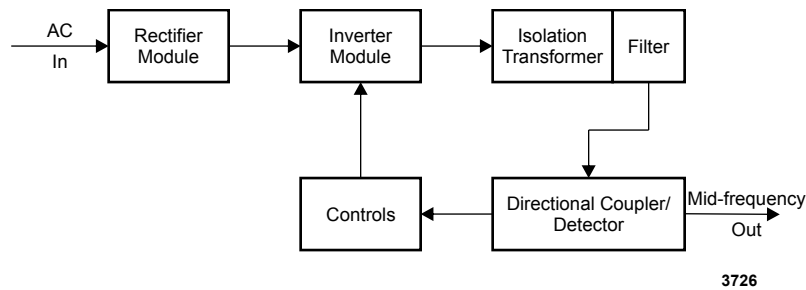 AC
In
Rectifier
Module
Inverter
Module
Isolation
Transformer
Filter
Controls
Directional Coupler/
Detector
Mid-frequency
Out
3726